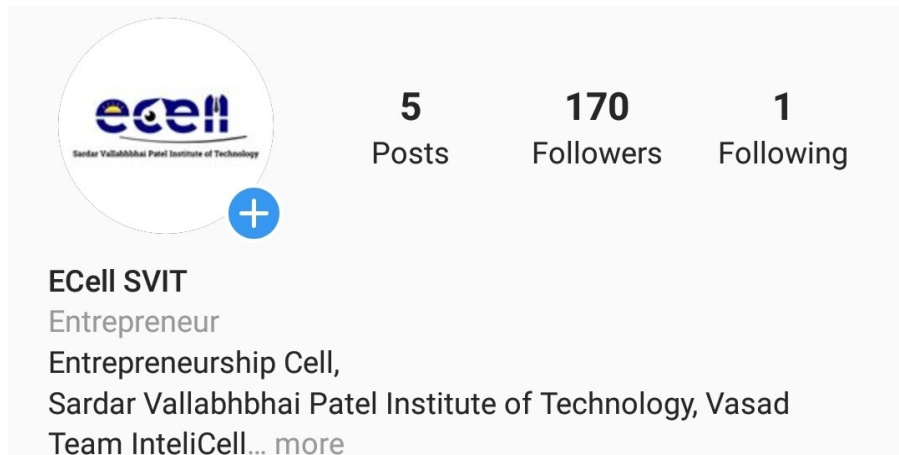 ecell
Sardar Vallabhbhai Patel Institute of Technology
5 170 1
Posts Followers Following
ECell SVIT
Entrepreneur
Entrepreneurship Cell,
Sardar Vallabhbhai Patel Institute of Technology, Vasad
Team InteliCell... more